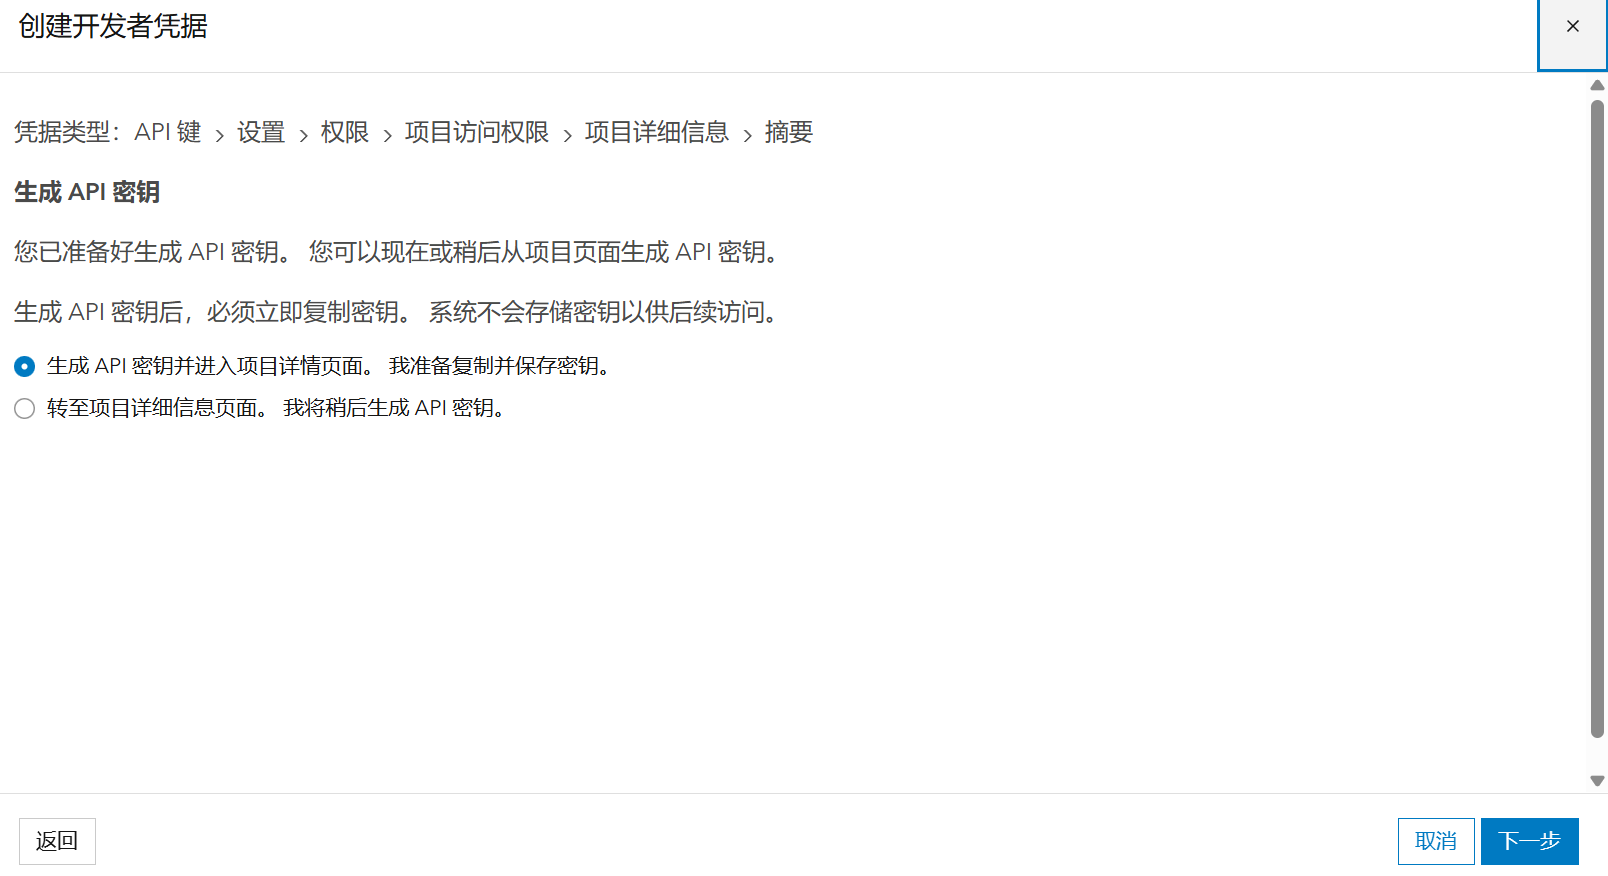 创建开发者凭据
凭据类型：API 键 > 设置 > 权限 > 项目访问权限 > 项目详细信息 > 摘要
生成 API 密钥
您已准备好生成 API 密钥。 您可以现在或稍后从项目页面生成 API 密钥。
生成 API 密钥后，必须立即复制密钥。 系统不会存储密钥以供后续访问。
生成 API 密钥并进入项目详情页面。 我准备复制并保存密钥。
转至项目详细信息页面。 我将稍后生成 API 密钥。
返回
取消
下一步